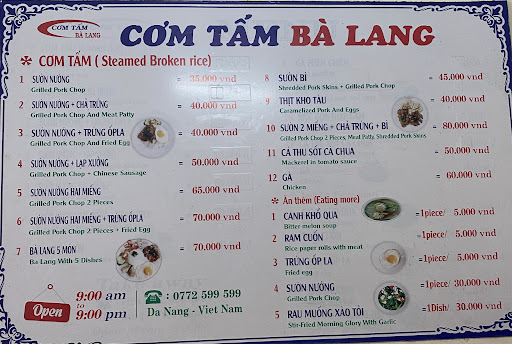 CƠM TẤM
BÀ LANG
CƠM TẤM BÀ LANG
* CƠM TẤM ( Steamed Broken rice)
1 SƯỜN NƯỚNG = 35.000 vnd
Grilled Pork Chop
2 SƯỜN NƯỚNG + CHẢ TRỨNG = 40.000 vnd
Grilled Pork Chop And Meat Patty
3 SƯỜN NƯỚNG + TRỨNG ỐPLA = 40.000 vnd
Grilled Pork Chop And Fried Egg
4 SƯỜN NƯỚNG + LẠP XƯỞNG = 50.000 vnd
Grilled Pork Chop + Chinese Sausage
5 SƯỜN NƯỚNG HAI MIẾNG = 65.000 vnd
Grilled Pork Chop 2 Pieces
6 SƯỜN NƯỚNG HAI MIẾNG + TRỨNG ỐPLA = 70.000 vnd
Grilled Pork Chop 2 Pieces + Fried Egg
7 BÀ LANG 5 MÓN = 70.000 vnd
Ba Lang With 5 Dishes
Open
9:00 am
to
9:00 pm
: 0772 599 599
Da Nang - Viet Nam
8 SƯỜN BÌ = 45.000 vnd
Shredded Pork Skins + Grilled Pork Chop
9 THỊT KHO TÀU = 40.000 vnd
Caramelized Pork And Eggs
10 SƯỜN 2 MIẾNG + CHẢ TRỨNG + BÌ = 80.000 vnd
Grilled Pork Chop 2 Pieces, Meat Patty, Shredded Pork Skins
11 CÁ THU SỐT CÀ CHUA = 50.000 vnd
Mackerel in tomato sauce
12 GÀ = 60.000 vnd
Chicken
* Ăn thêm (Eating more)
1 CANH KHỔ QUA =1piece/ 5.000 vnd
Bitter melon soup
2 RAM CUỐN =1piece/ 5.000 vnd
Rice paper rolls with meat
3 TRỨNG ỐP LA =1piece/ 5.000 vnd
Fried egg
4 SƯỜN NƯỚNG =1piece/ 30.000 vnd
Grilled Pork Chop
5 RAU MUỐNG XÀO TỎI =1Dish/ 30.000 vnd
Stir-Fried Morning Glory With Garlic